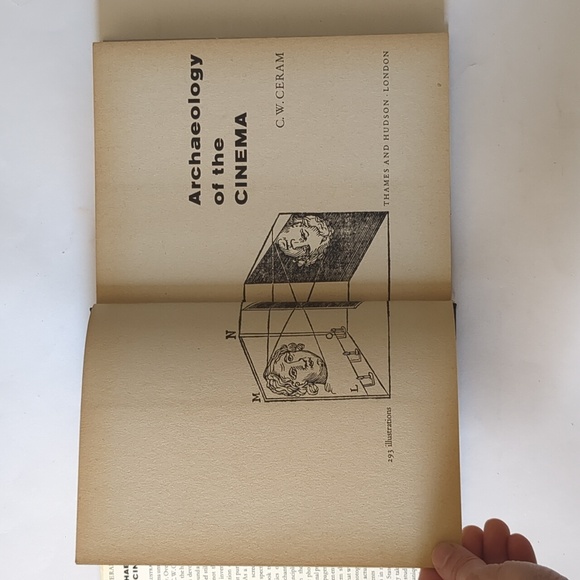 Archaeology
of the
CINEMA
C. W. CERAM
THAMES AND HUDSON · LONDON
N
M
L
293 illustrations